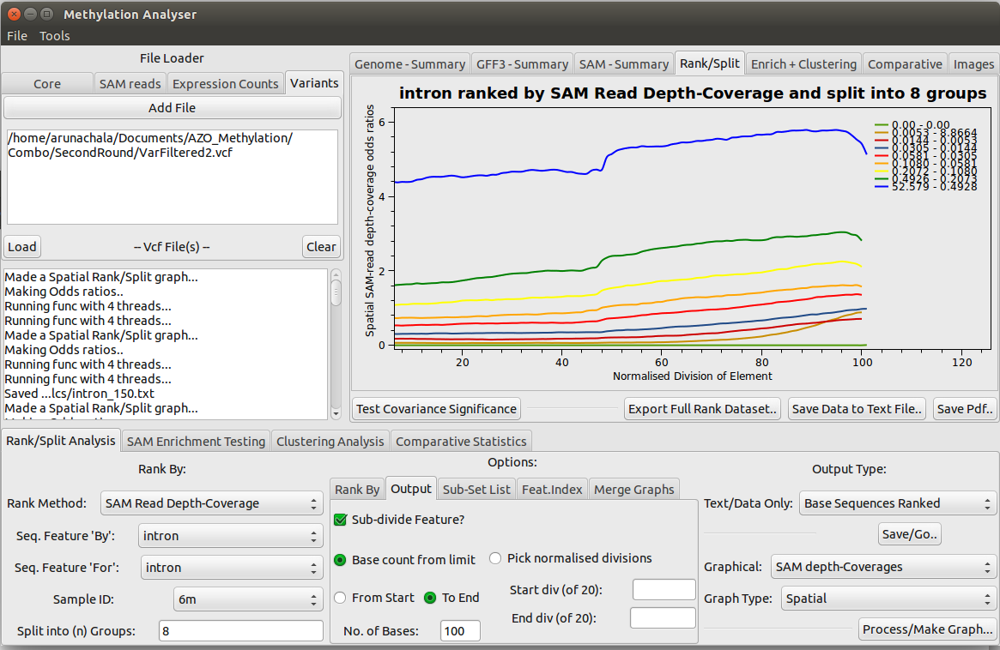 Methylation Analyser
File Tools
File Loader
Core SAM reads Expression Counts Variants
Add File
/home/arunachala/Documents/AZO_Methylation/
Combo/SecondRound/VarFiltered2.vcf
Load -- Vcf File(s) -- Clear
Made a Spatial Rank/Split graph...
Making Odds ratios..
Running func with 4 threads...
Running func with 4 threads...
Made a Spatial Rank/Split graph...
Making Odds ratios..
Running func with 4 threads...
Running func with 4 threads...
Saved ...lcs/intron_150.txt
Made a Spatial Rank/Split graph...
Genome - Summary GFF3 - Summary SAM - Summary Rank/Split Enrich + Clustering Comparative Images
intron ranked by SAM Read Depth-Coverage and split into 8 groups
Spatial SAM-read depth-coverage odds ratios
6
4
2
0
0.00 - 0.00
0.0053 - 8.8664
0.0144 - 0.0053
0.0305 - 0.0144
0.0581 - 0.0305
0.1080 - 0.0581
0.2072 - 0.1080
0.4926 - 0.2073
52.579 - 0.4928
20 40 60 80 100 120
Normalised Division of Element
Test Covariance Significance Export Full Rank Dataset.. Save Data to Text File.. Save Pdf..
Rank/Split Analysis SAM Enrichment Testing Clustering Analysis Comparative Statistics
Rank By:
Rank Method: SAM Read Depth-Coverage
Seq. Feature 'By': intron
Seq. Feature 'For': intron
Sample ID: 6m
Split into (n) Groups: 8
Options:
Rank By Output Sub-Set List Feat.Index Merge Graphs
Sub-divide Feature?
Base count from limit Pick normalised divisions
From Start To End Start div (of 20):
End div (of 20):
No. of Bases: 100
Output Type:
Text/Data Only: Base Sequences Ranked
Save/Go..
Graphical: SAM depth-Coverages
Graph Type: Spatial
Process/Make Graph...